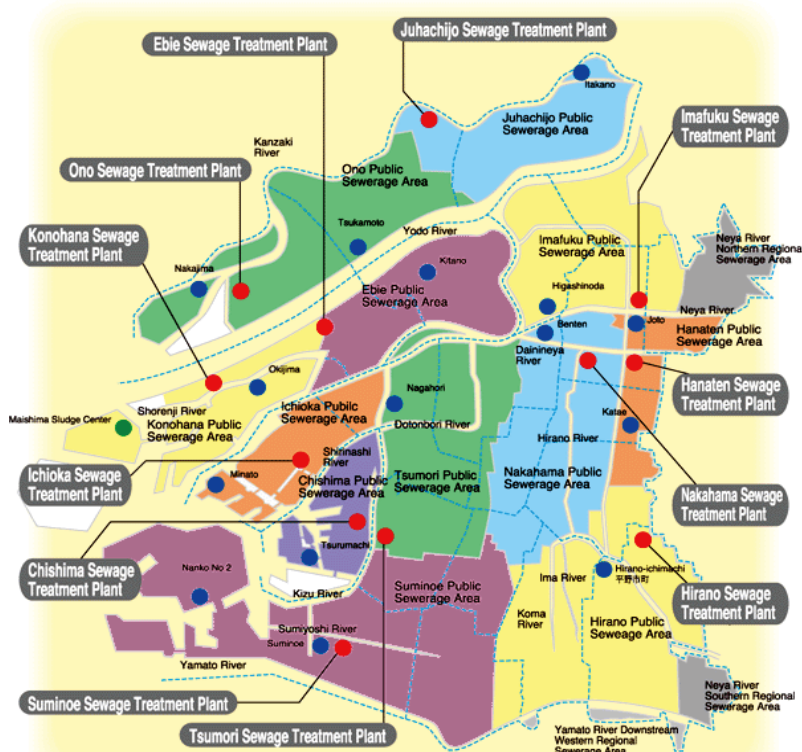 Ebie Sewage Treatment Plant
Juhachijo Sewage Treatment Plant
Itakano
Juhachijo Public
Sewerage Area
Imafuku Sewage
Treatment Plant
Kanzaki
River
Ono Sewage Treatment Plant
Ono Public
Sewerage Area
Konohana Sewage
Treatment Plant
Tsukamoto
Yodo River
Imafuku Public
Sewerage Area
Neya River
Northern Regional
Sewerage Area
Nakajima
Kitano
Ebie Public
Sewerage Area
Higashinoda
Neya River
Benten
Joto
Hanaten Public
Sewerage Area
Dainineya
River
Okijima
Nagahori
Hanaten Sewage
Treatment Plant
Maishima Sludge Center
Shorenji River
Konohana Public
Sewerage Area
Ichioka Public
Sewerage Area
Dotonbori River
Katae
Hirano River
Ichioka Sewage
Treatment Plant
Minato
Shirinashi
River
Chishima Public
Sewerage Area
Tsumori Public
Sewerage Area
Nakahama Public
Sewerage Area
Nakahama Sewage
Treatment Plant
Chishima Sewage
Treatment Plant
Tsurumachi
Nanko No 2
Kizu River
Suminoe Public
Sewerage Area
Ima River
Hirano-ichimachi
平野市町
Hirano Sewage
Treatment Plant
Koma
River
Hirano Public
Seweage Area
Sumiyoshi River
Suminoe
Yamato River
Suminoe Sewage Treatment Plant
Neya River
Southern Regional
Sewerage Area
Tsumori Sewage Treatment Plant
Yamato River Downstream
Western Regional
Sewerage Area